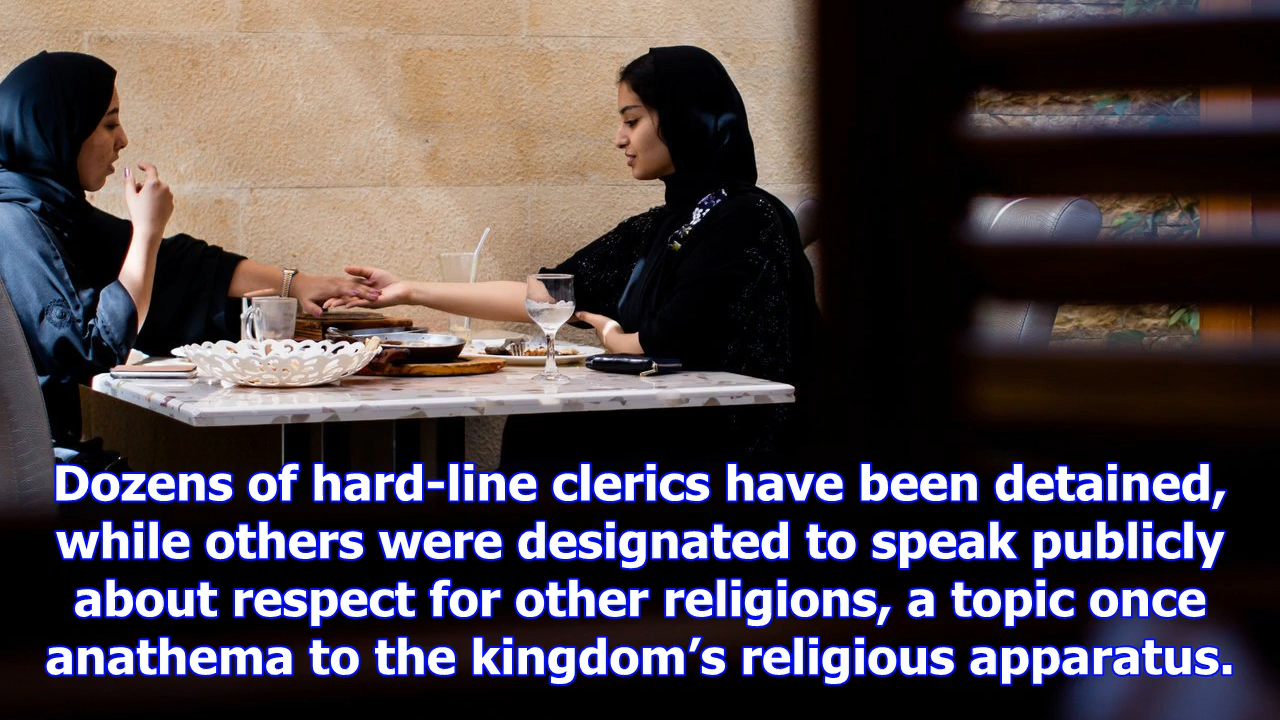 Dozens of hard-line clerics have been detained,
while others were designated to speak publicly
about respect for other religions, a topic once
anathema to the kingdom’s religious apparatus.